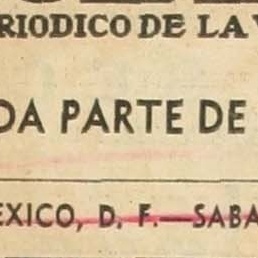 RIODICO DE LA V
DA PARTE DE
EXICO, D. F.—SABA